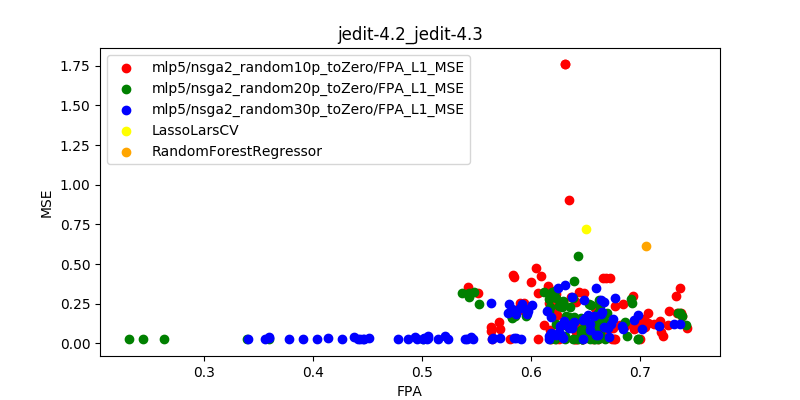 jedit-4.2_jedit-4.3
mlp5/nsga2_random10p_toZero/FPA_L1_MSE
mlp5/nsga2_random20p_toZero/FPA_L1_MSE
mlp5/nsga2_random30p_toZero/FPA_L1_MSE
LassoLarsCV
RandomForestRegressor
MSE
1.75
1.50
1.25
1.00
0.75
0.50
0.25
0.00
0.3 0.4 0.5 0.6 0.7
FPA